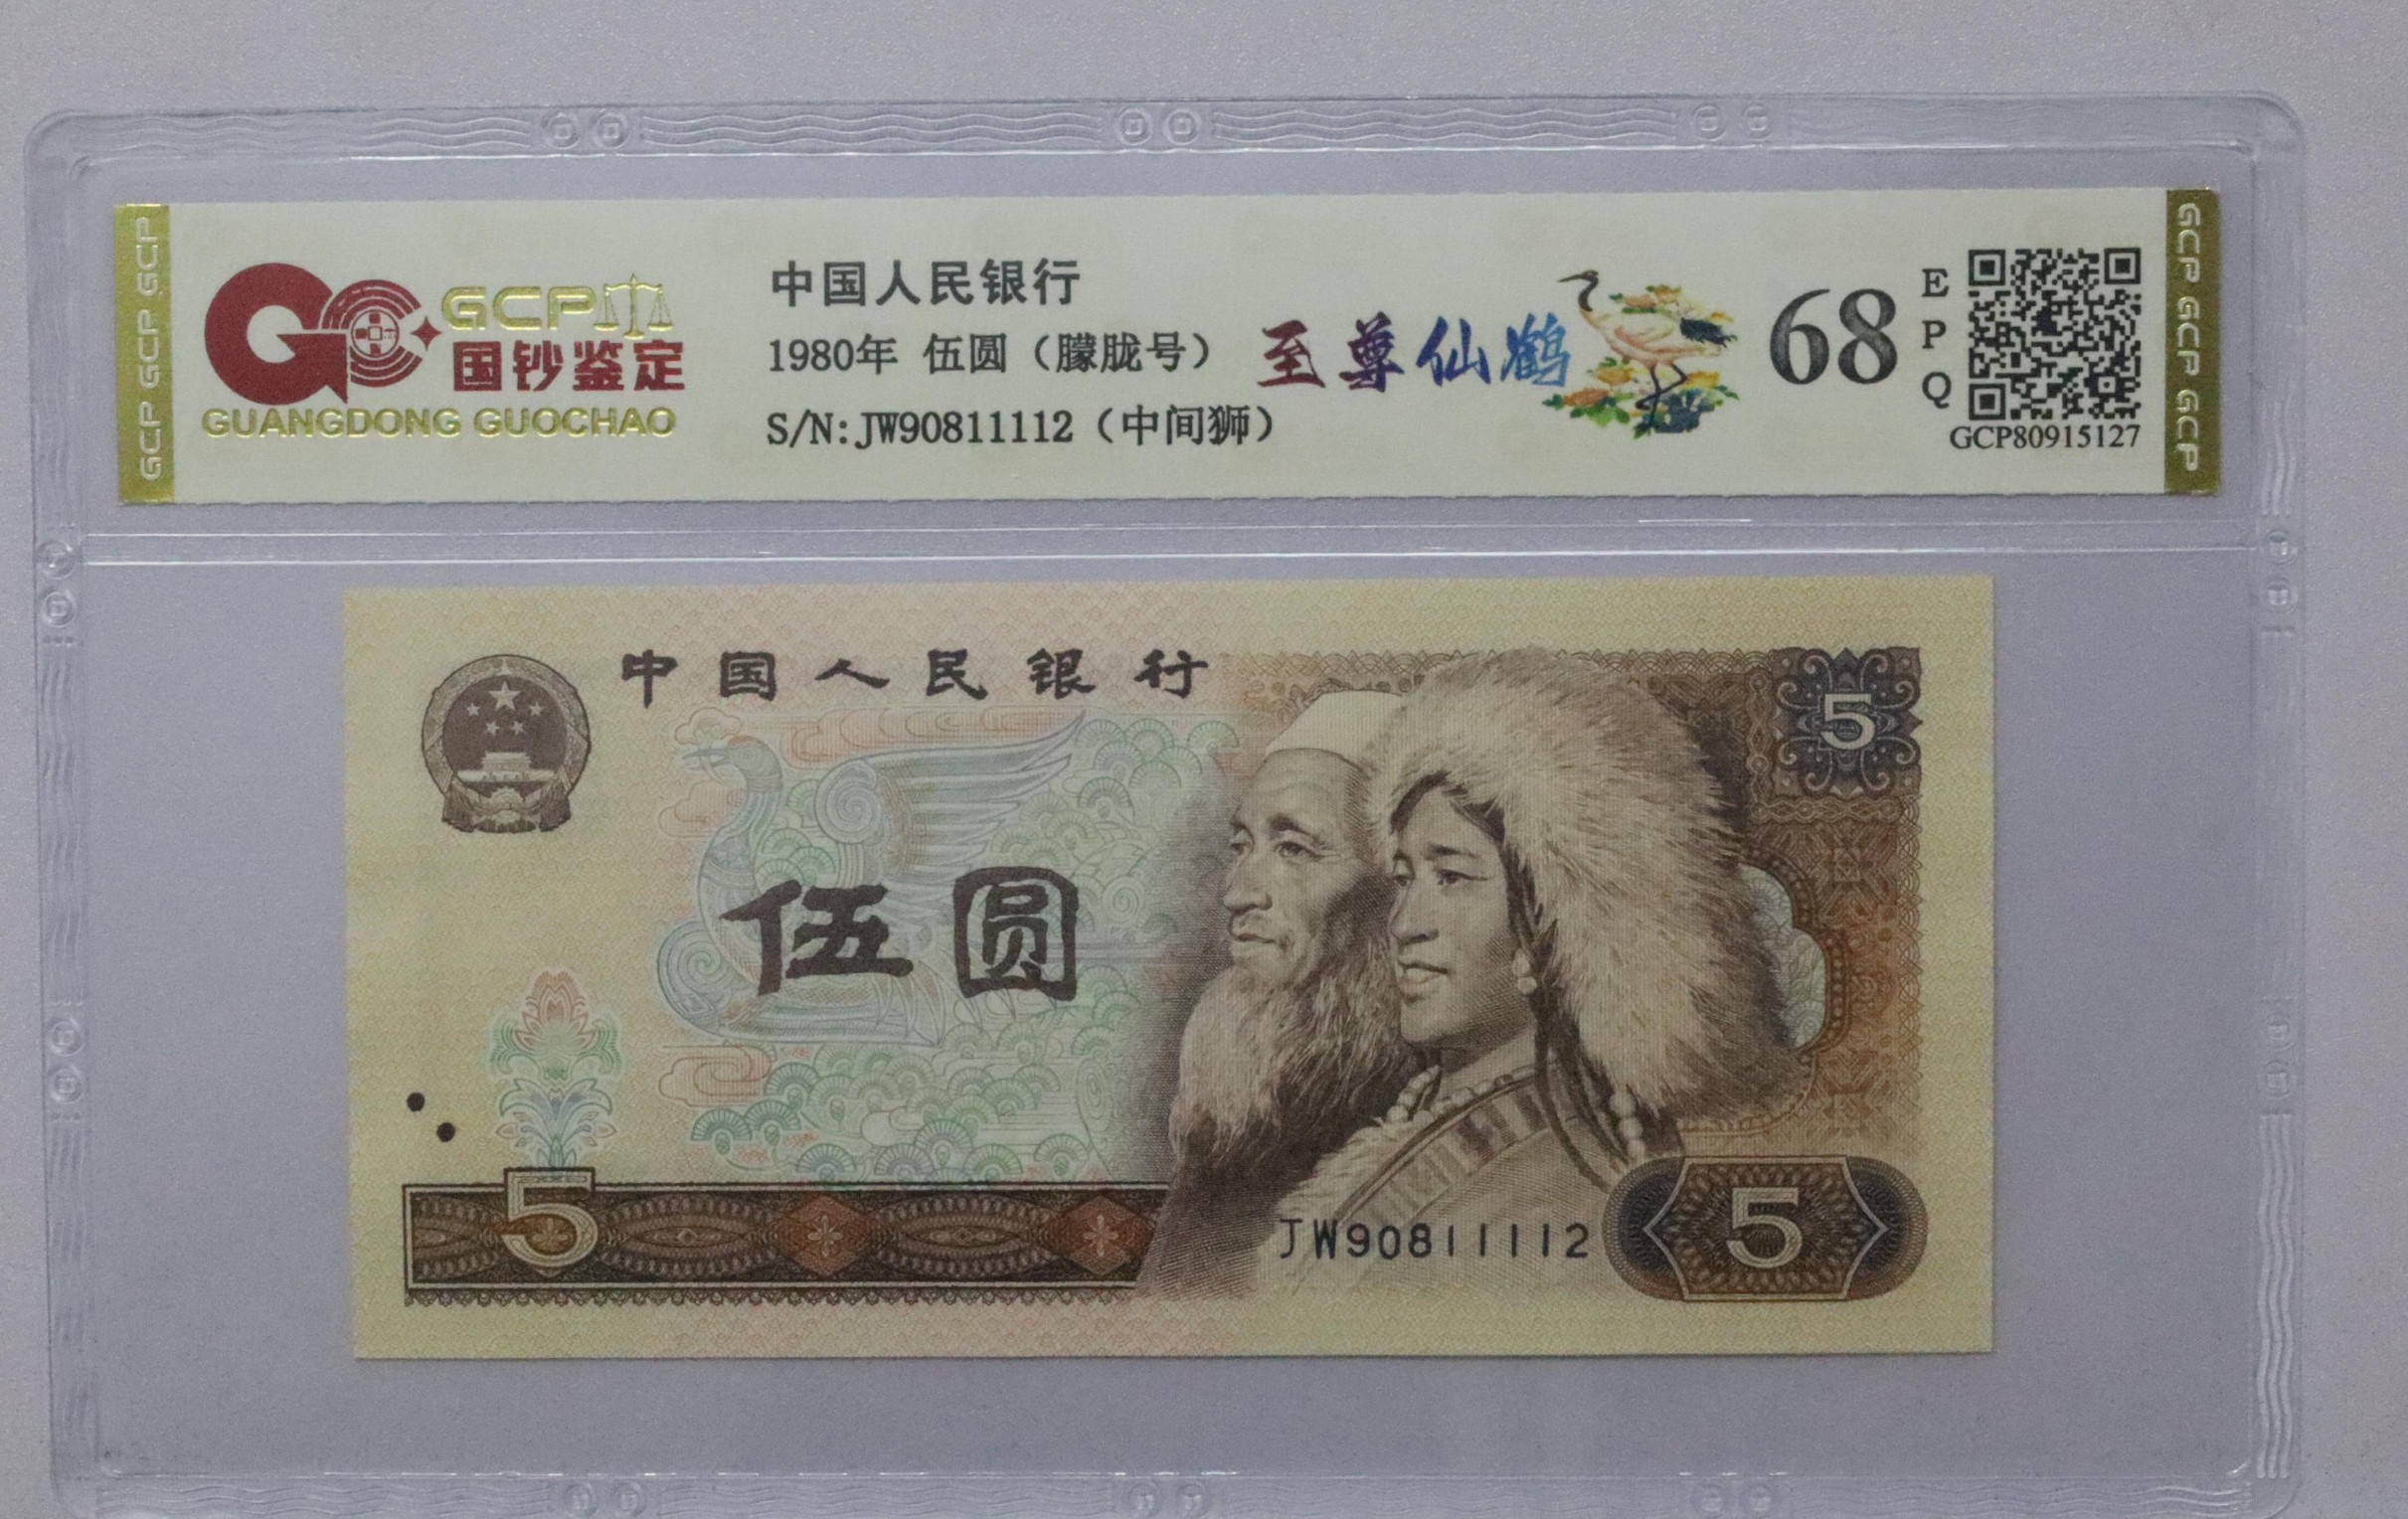 GCP GCP GCP
GCP
国钞鉴定
GUANGDONG GUOCHAO
中国人民银行
1980年 伍圆（朦胧号）
S/N:JW90811112（中间狮）
至尊仙鹤
68
EPQ
GCP80915127
GCP GCP GCP
中国人民银行
5
伍圆
5
JW90811112
5